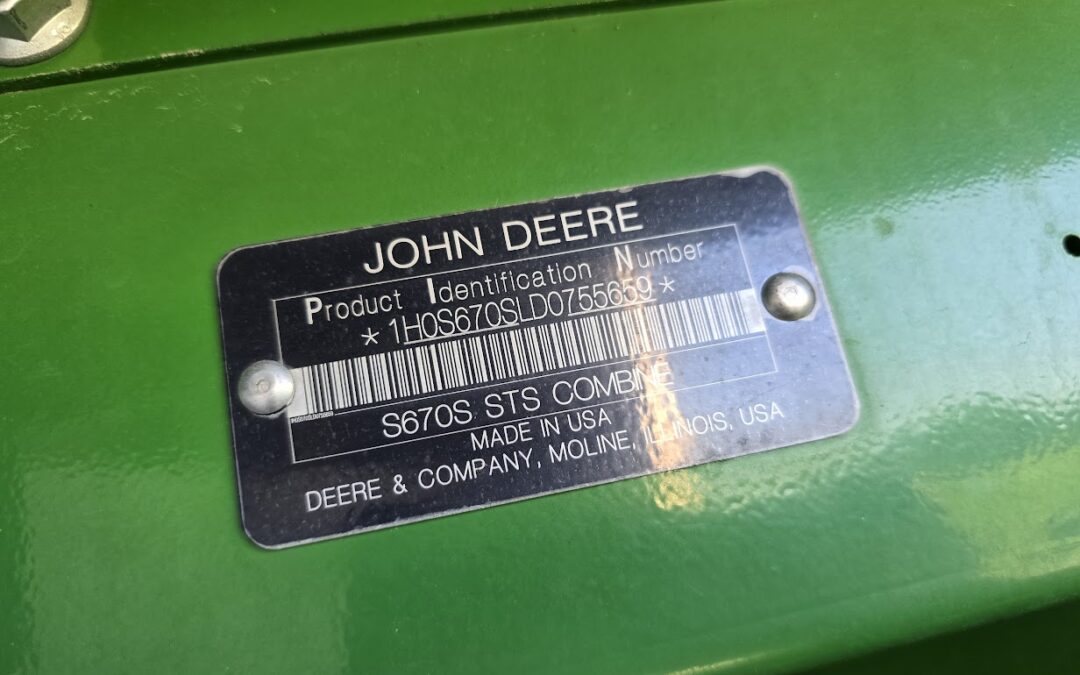 JOHN DEERE
Product Identification Number
*1H0S670SLD0755659*
S670S STS COMBINE
MADE IN USA
DEERE & COMPANY, MOLINE, ILLINOIS, USA